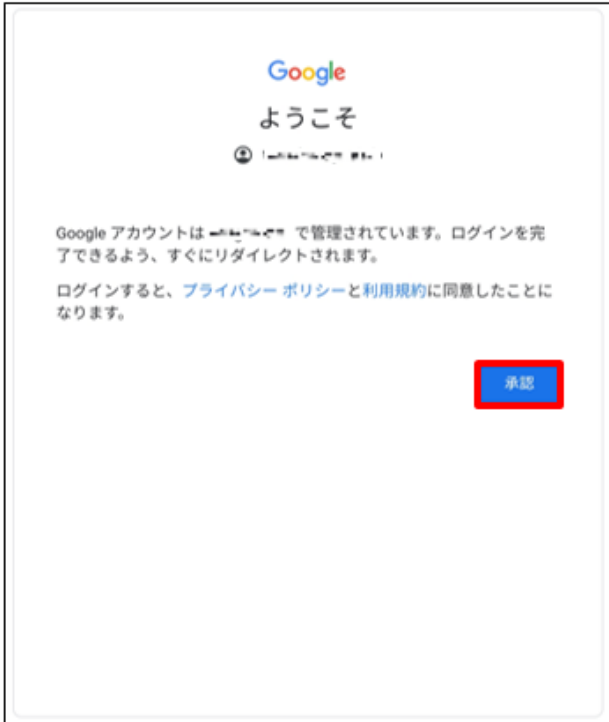 Google
ようこそ
Google アカウントは で管理されています。ログインを完
了できるよう、すぐにリダイレクトされます。
ログインすると、プライバシー ポリシーと利用規約に同意したことに
なります。
承認